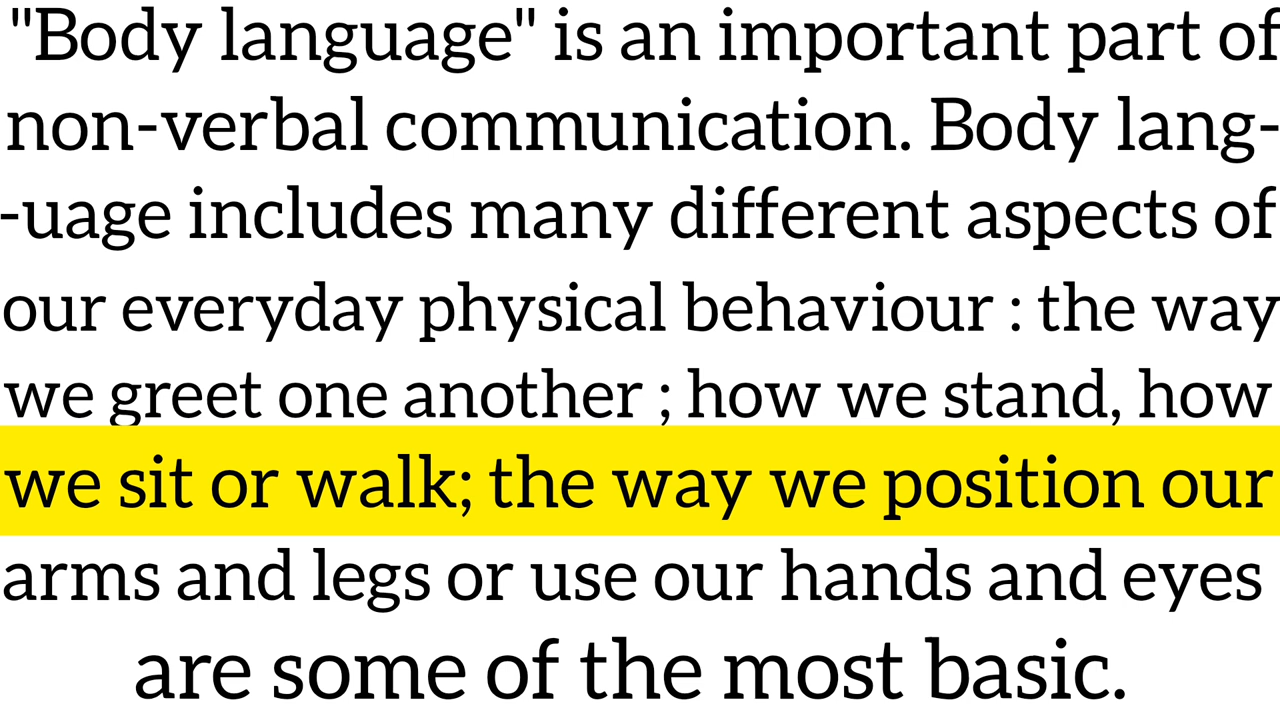 "Body language" is an important part of
non-verbal communication. Body lang-
-uage includes many different aspects of
our everyday physical behaviour : the way
we greet one another ; how we stand, how
we sit or walk; the way we position our
arms and legs or use our hands and eyes
are some of the most basic.